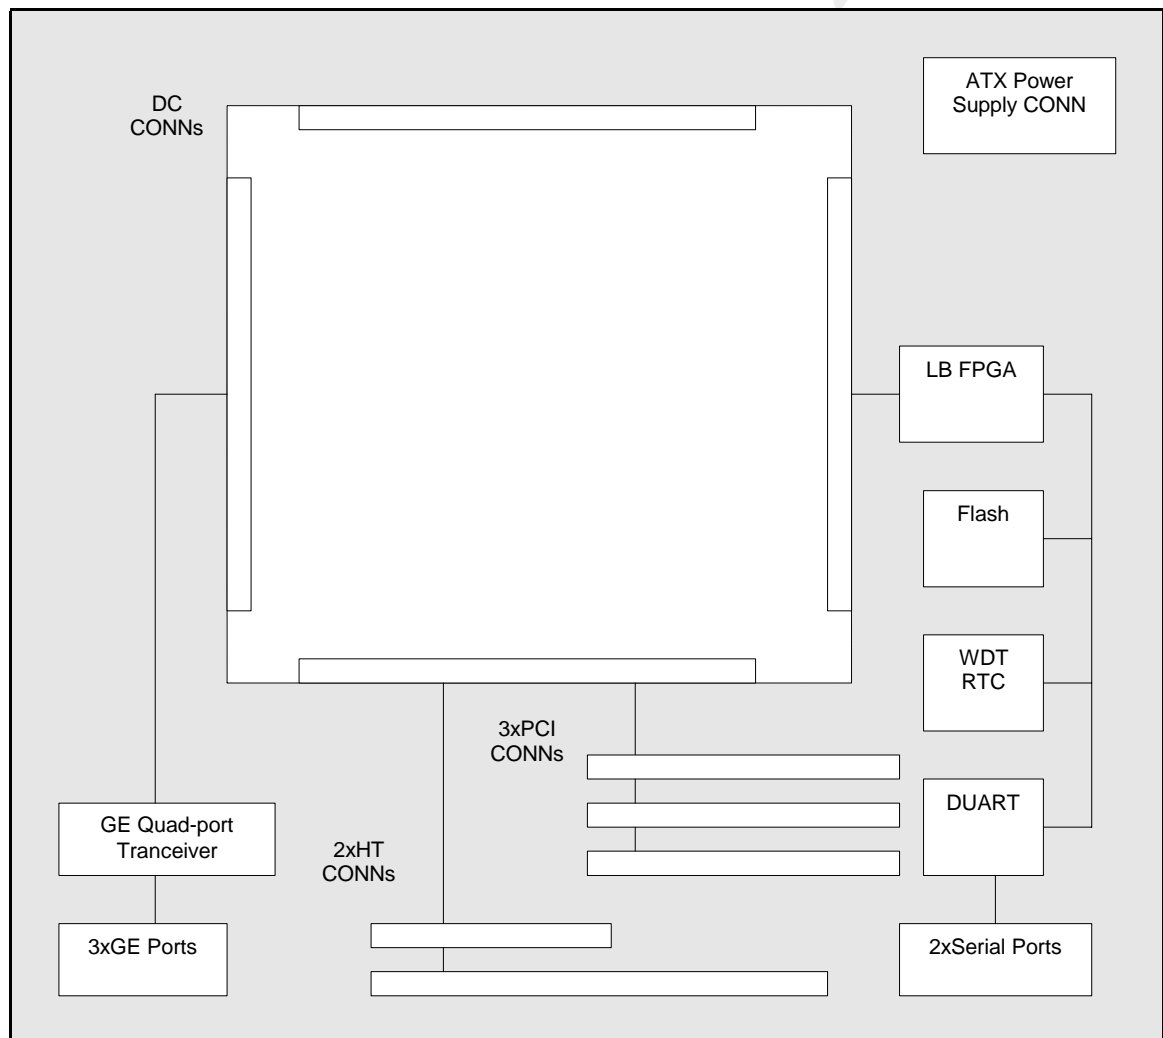 ATX Power
Supply CONN
DC
CONNs
LB FPGA
Flash
WDT
RTC
3xPCI
CONNs
DUART
GE Quad-port
Tranceiver
2xHT
CONNs
3xGE Ports
2xSerial Ports